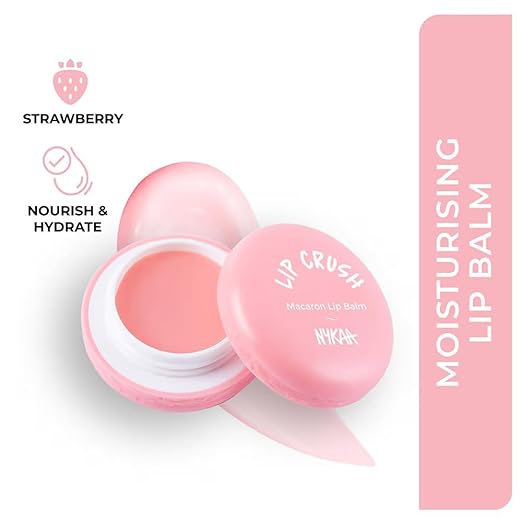 STRAWBERRY
NOURISH &
HYDRATE
LIP CRUSH
Macaron Lip Balm
NYKAA
MOISTURISING
LIP BALM